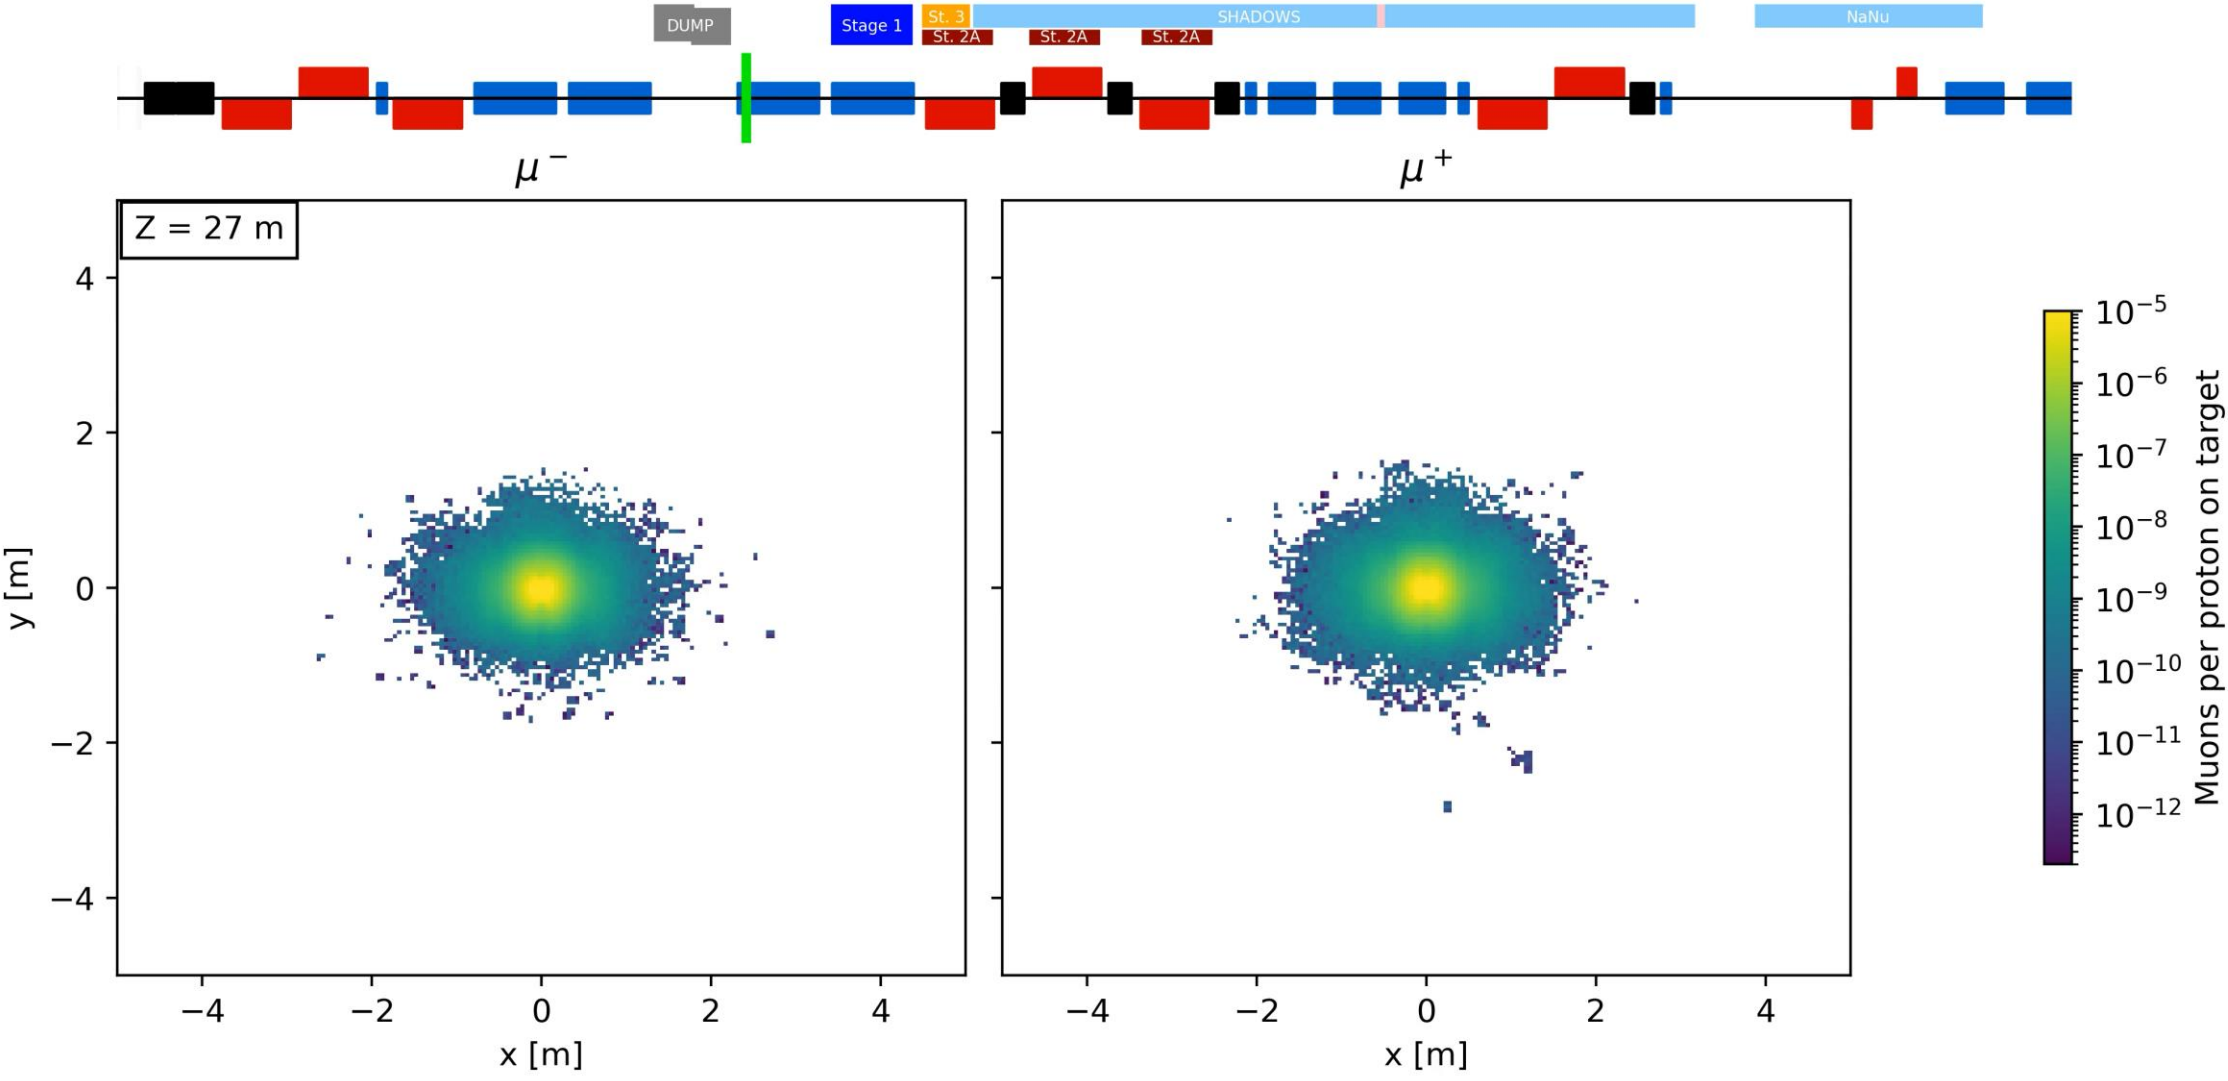 DUMP Stage 1 St. 3 SHADOWS NaNu
St. 2A St. 2A St. 2A
μ⁻ μ⁺
Z = 27 m
4
2
0
−2
−4
y [m]
−4 −2 0 2 4
x [m]
−4 −2 0 2 4
x [m]
10⁻⁵
10⁻⁶
10⁻⁷
10⁻⁸
10⁻⁹
10⁻¹⁰
10⁻¹¹
10⁻¹²
Muons per proton on target